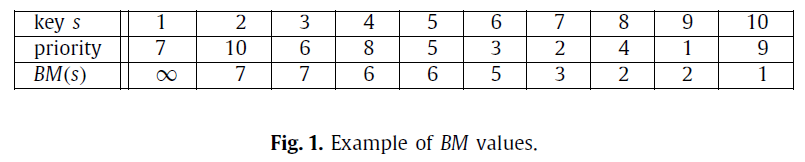 key s 1 2 3 4 5 6 7 8 9 10
priority 7 10 6 8 5 3 2 4 1 9
BM(s) ∞ 7 7 6 6 5 3 2 2 1
Fig. 1. Example of BM values.